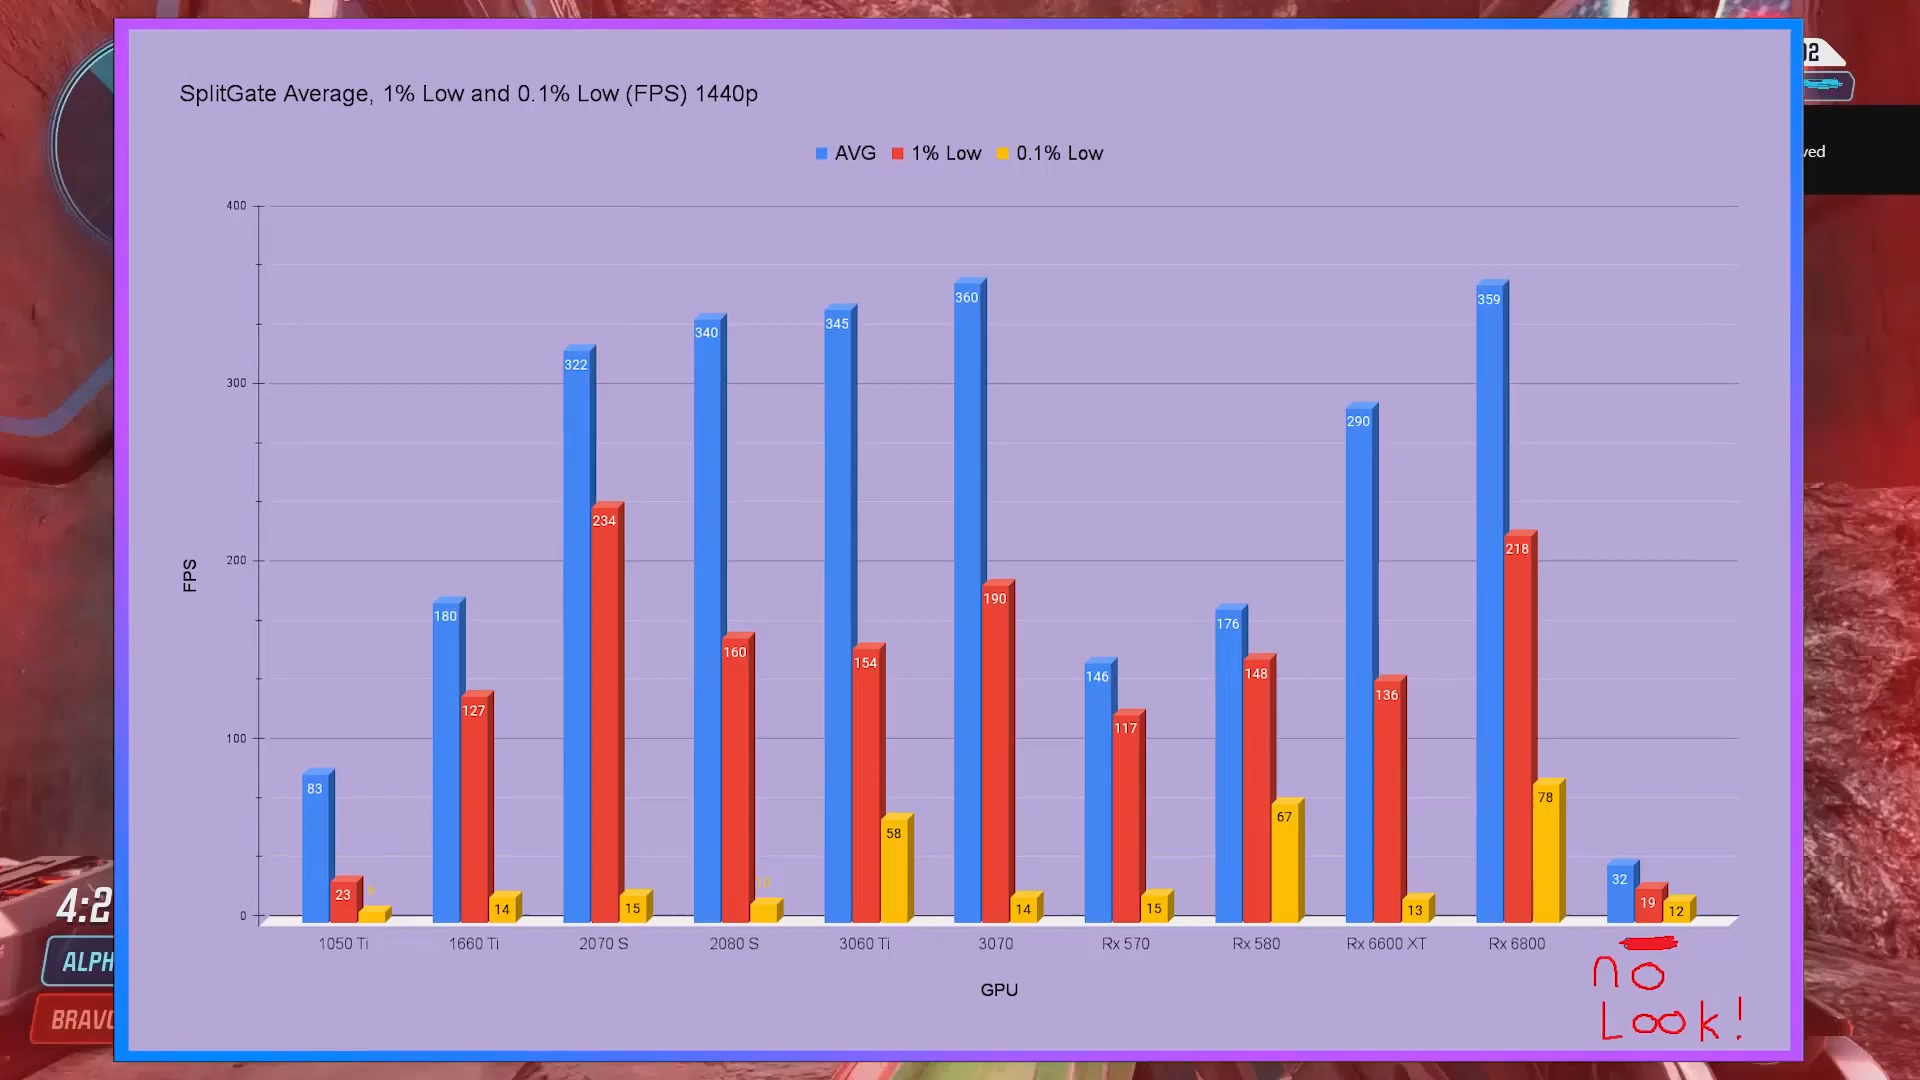 SplitGate Average, 1% Low and 0.1% Low (FPS) 1440p
AVG 1% Low 0.1% Low
400
300
200
100
0
FPS
83 23
180 127 14
322 234 15
340 160 10
345 154 58
360 190 14
146 117 15
176 148 67
290 136 13
359 218 78
32 19 12
1050 Ti 1660 Ti 2070 S 2080 S 3060 Ti 3070 Rx 570 Rx 580 Rx 6600 XT Rx 6800
GPU
no
Look!
4:2
ALPH
BRAVO
02
ved